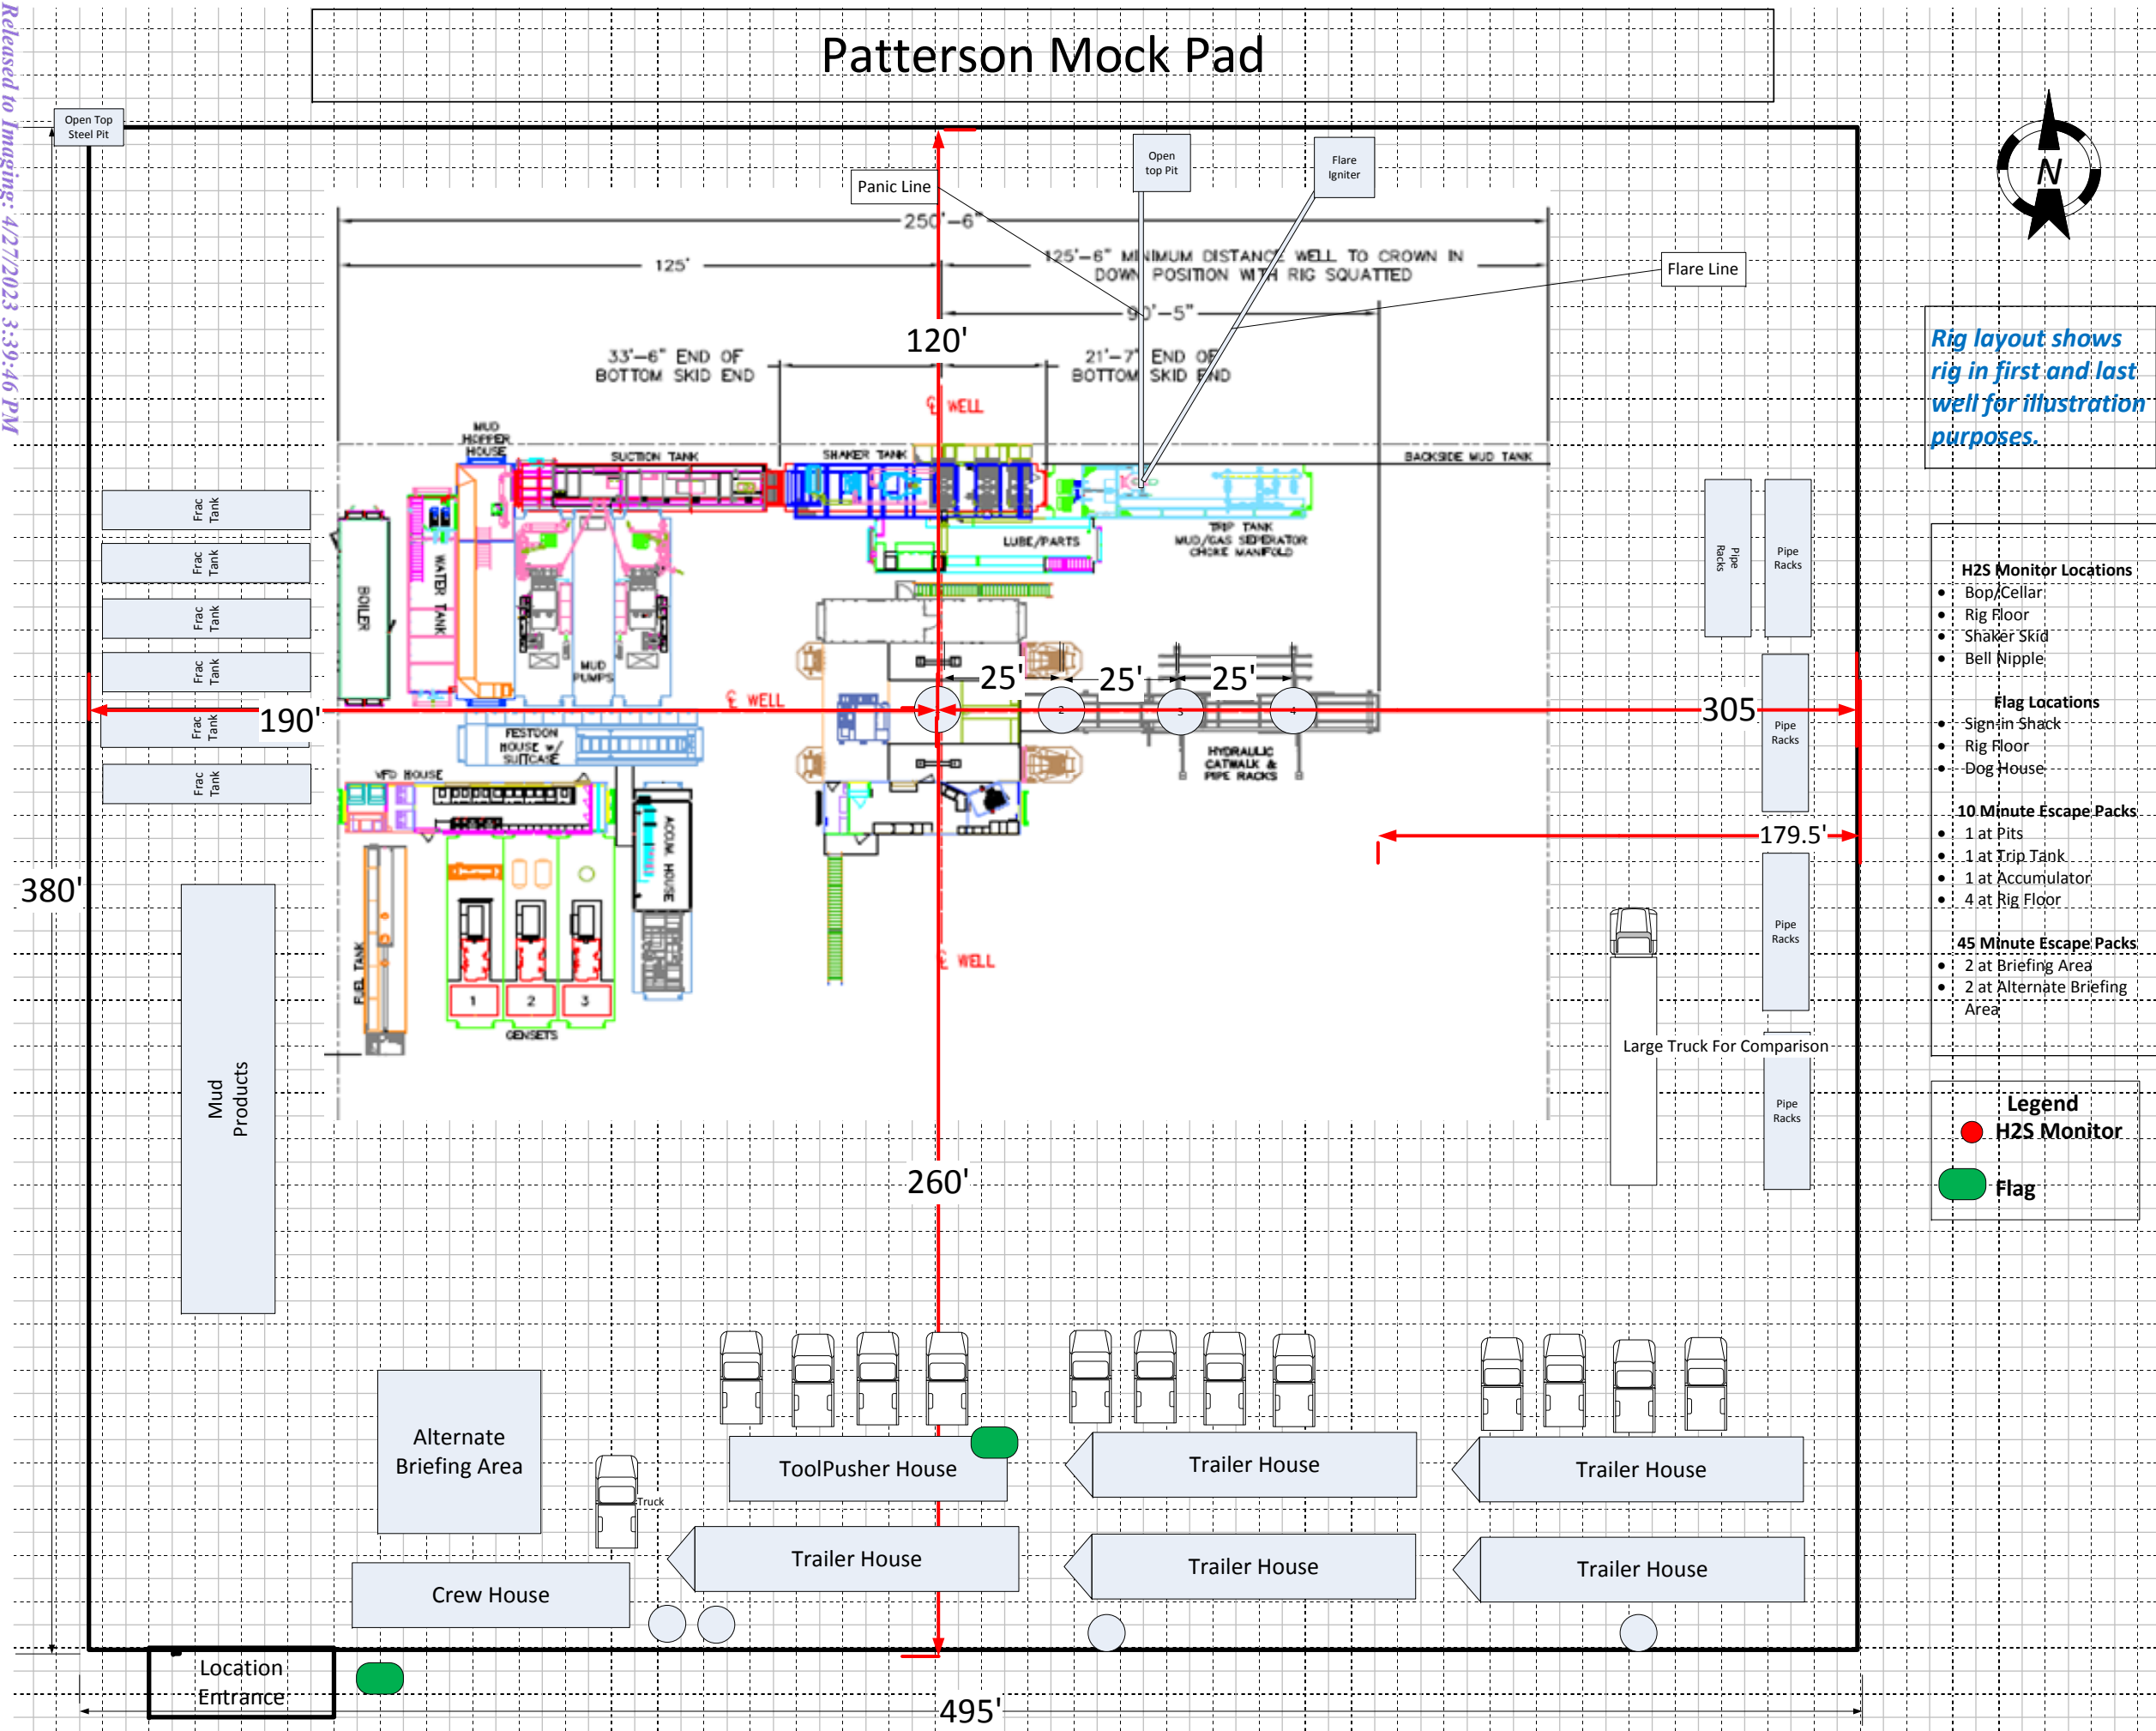 Released to Imaging: 4/27/2023 3:39:46 PM
Patterson Mock Pad
Open Top
Steel Pit
Open
top Pit
Flare
Igniter
N
Panic Line
250'-6"
125'
125'-6" MINIMUM DISTANCE WELL TO CROWN IN
DOWN POSITION WITH RIG SQUATTED
Flare Line
90'-5"
120'
33'-6" END OF
BOTTOM SKID END
21'-7" END OF
BOTTOM SKID END
Rig layout shows
rig in first and last
well for illustration
purposes.
℄ WELL
MUD
HOPPER
HOUSE
SUCTION TANK
SHAKER TANK
BACKSIDE MUD TANK
Frac
Tank
Frac
Tank
Frac
Tank
Frac
Tank
Frac
Tank
Frac
Tank
BOILER
WATER TANK
MUD
PUMPS
LUBE/PARTS
TRIP TANK
MUD/GAS SEPERATOR
CHOKE MANIFOLD
Pipe
Racks
Pipe
Racks
25'
25'
25'
℄ WELL
190'
2
3
4
305
Pipe
Racks
FESTOON
HOUSE w/
SUITCASE
HYDRAULIC
CATWALK &
PIPE RACKS
VFD HOUSE
ACCUM. HOUSE
179.5'
380'
FUEL TANK
1
2
3
GENSETS
℄ WELL
Pipe
Racks
Large Truck For Comparison
Pipe
Racks
H2S Monitor Locations
• Bop/Cellar
• Rig Floor
• Shaker Skid
• Bell Nipple
Flag Locations
• Sign-in Shack
• Rig Floor
• Dog House
10 Minute Escape Packs
• 1 at Pits
• 1 at Trip Tank
• 1 at Accumulator
• 4 at Rig Floor
45 Minute Escape Packs
• 2 at Briefing Area
• 2 at Alternate Briefing
Area
Legend
H2S Monitor
Flag
Mud
Products
260'
Alternate
Briefing Area
Truck
ToolPusher House
Trailer House
Trailer House
Trailer House
Trailer House
Trailer House
Crew House
Location
Entrance
495'